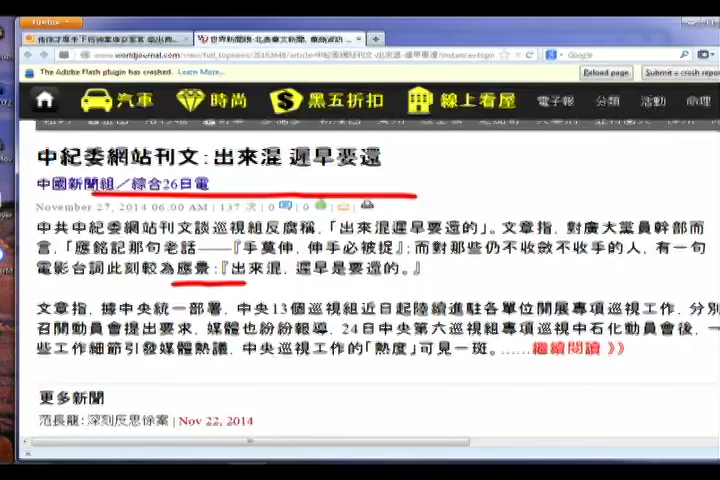 Firefox
www.worldjournal.com
Google
The Adobe Flash plugin has crashed. Learn More...
Reload page
Submit a crash repo
汽車 時尚 黑五折扣 線上看屋 電子報 分類 活動 命理
中紀委網站刊文：出來混 遲早要還
中國新聞組／綜合26日電
November 27, 2014 06:00 AM | 137 次 | 0 | 0
中共中紀委網站刊文談巡視組反腐稱，「出來混遲早要還的」。文章指，對廣大黨員幹部而
言，「應銘記那句老話——『手莫伸，伸手必被捉』；而對那些仍不收斂不收手的人，有一句
電影台詞此刻較為應景：『出來混，遲早是要還的。』
文章指，據中央統一部署，中央13個巡視組近日起陸續進駐各單位開展專項巡視工作，分別
召開動員會提出要求，媒體也紛紛報導，24日中央第六巡視組專項巡視中石化動員會後，一
些工作細節引發媒體熱議，中央巡視工作的「熱度」可見一斑。......繼續閱讀 》
更多新聞
范長龍：深刻反思徐案 | Nov 22, 2014